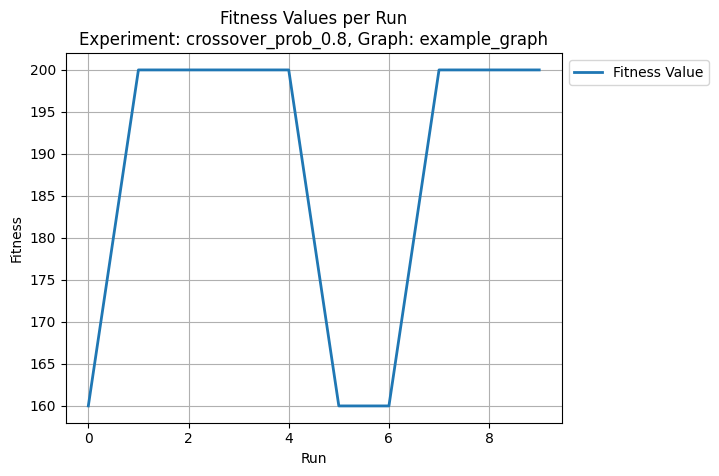 Fitness Values per Run
Experiment: crossover_prob_0.8, Graph: example_graph
Fitness Value
200
195
190
185
180
175
170
165
160
Fitness
0 2 4 6 8
Run